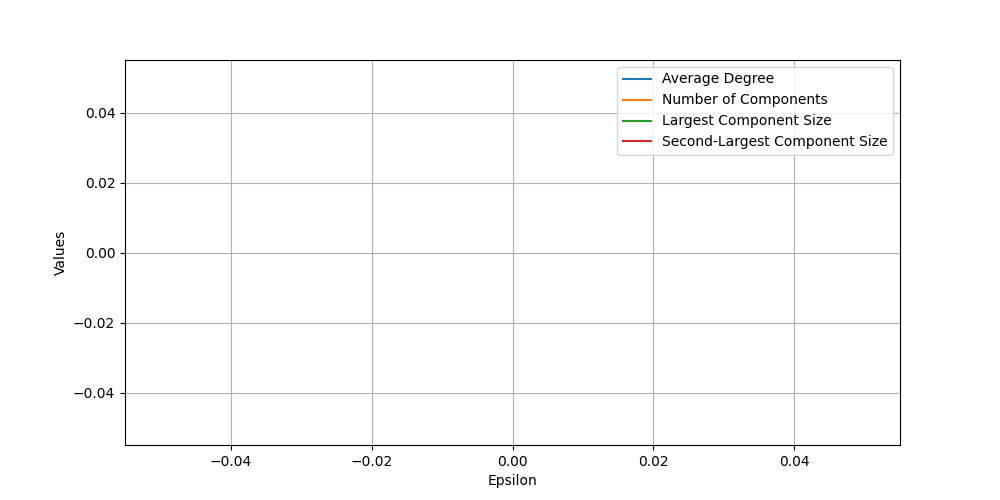 Average Degree
Number of Components
Largest Component Size
Second-Largest Component Size
0.04
0.02
0.00
−0.02
−0.04
Values
−0.04
−0.02
0.00
0.02
0.04
Epsilon